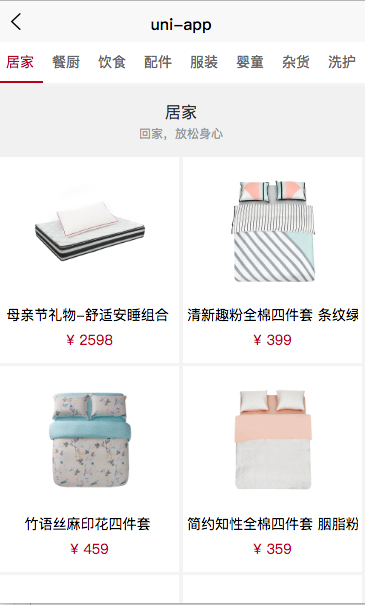 uni-app
居家 餐厨 饮食 配件 服装 婴童 杂货 洗护
居家
回家，放松身心
母亲节礼物-舒适安睡组合
¥ 2598
清新趣粉全棉四件套 条纹绿
¥ 399
竹语丝麻印花四件套
¥ 459
简约知性全棉四件套 胭脂粉
¥ 359